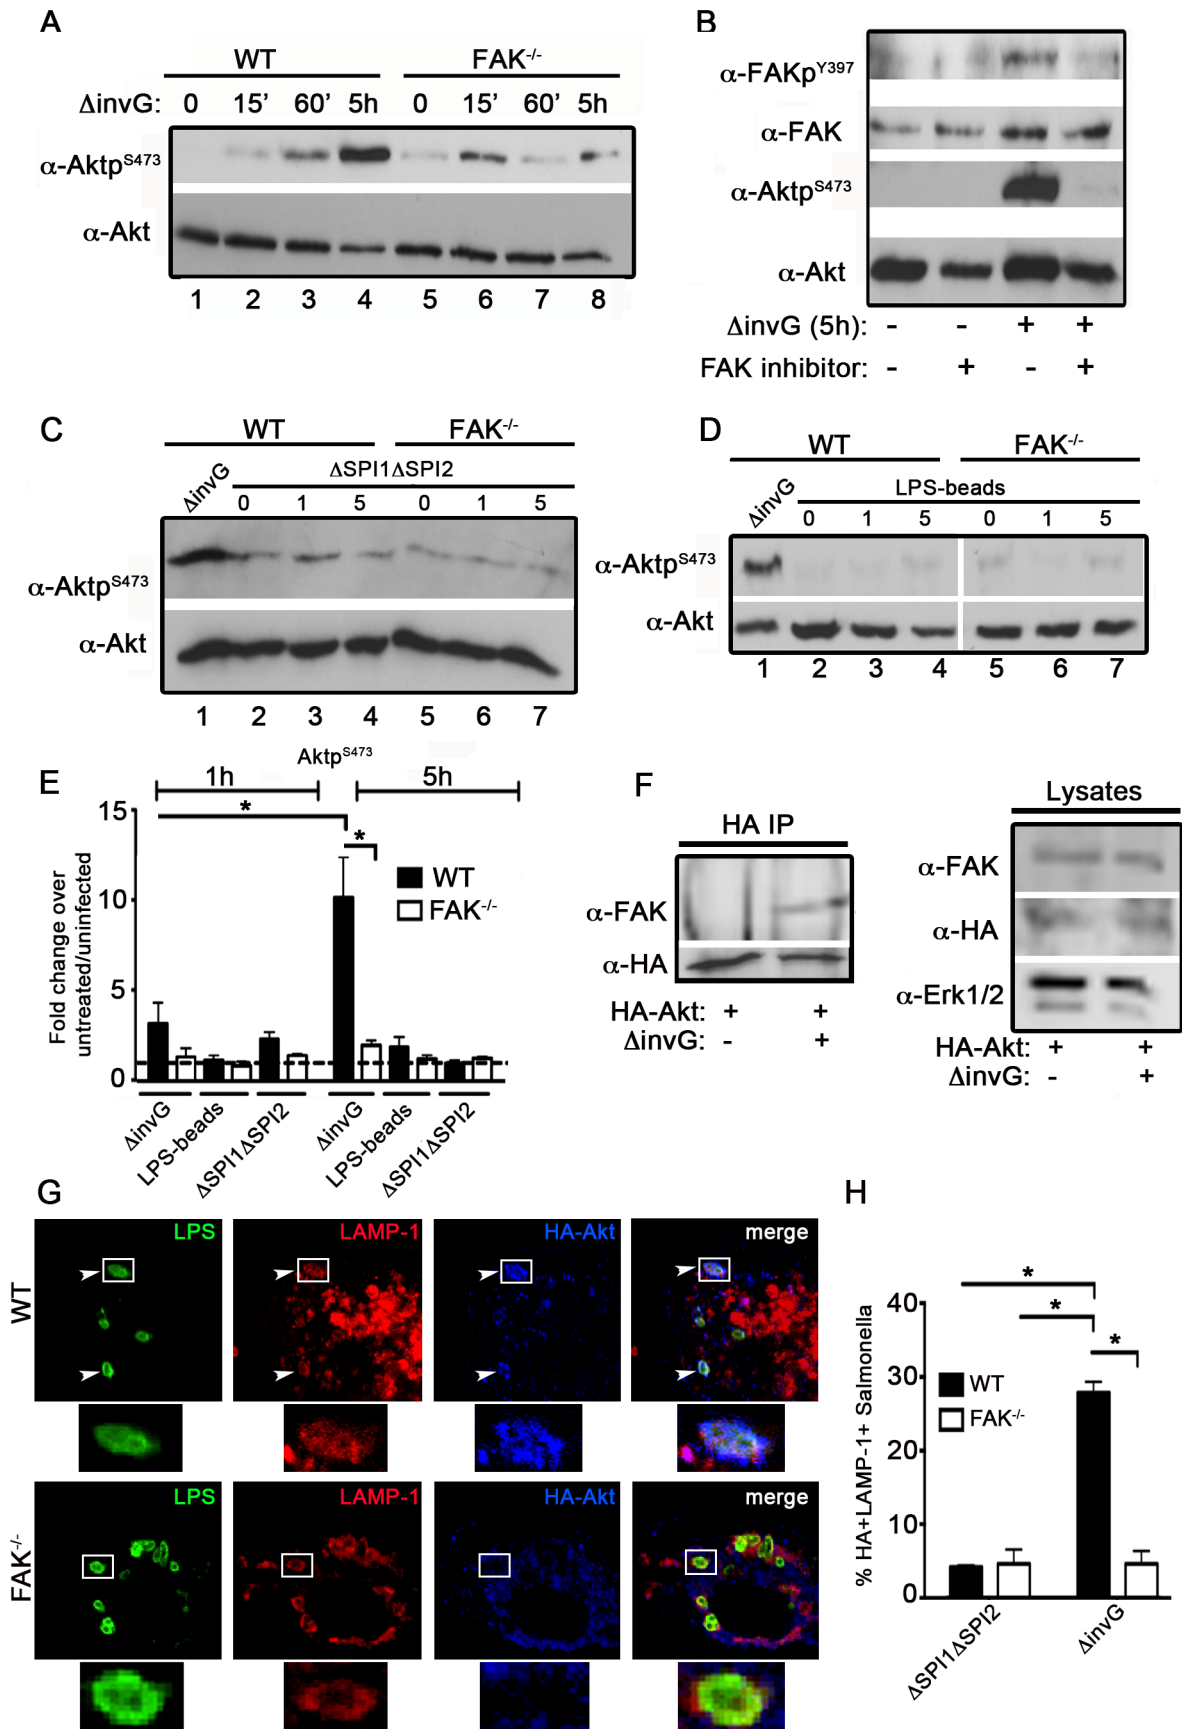 A
WT FAK-/-
ΔinvG: 0 15' 60' 5h 0 15' 60' 5h
α-AktpS473
α-Akt
1 2 3 4 5 6 7 8
B
α-FAKpY397
α-FAK
α-AktpS473
α-Akt
ΔinvG (5h): - - + +
FAK inhibitor: - + - +
C
WT FAK-/-
ΔinvG ΔSPI1ΔSPI2
0 1 5 0 1 5
α-AktpS473
α-Akt
1 2 3 4 5 6 7
D
WT FAK-/-
ΔinvG LPS-beads
0 1 5 0 1 5
α-AktpS473
α-Akt
1 2 3 4 5 6 7
E
AktpS473
1h 5h
* *
Fold change over
untreated/uninfected
15
10
5
0
WT
FAK-/-
ΔinvG LPS-beads ΔSPI1ΔSPI2 ΔinvG LPS-beads ΔSPI1ΔSPI2
F
HA IP
α-FAK
α-HA
HA-Akt: + +
ΔinvG: - +
Lysates
α-FAK
α-HA
α-Erk1/2
HA-Akt: + +
ΔinvG: - +
G
WT
LPS LAMP-1 HA-Akt merge
FAK-/-
LPS LAMP-1 HA-Akt merge
H
% HA+LAMP-1+ Salmonella
40
30
20
10
0
* * *
WT
FAK-/-
ΔSPI1ΔSPI2 ΔinvG